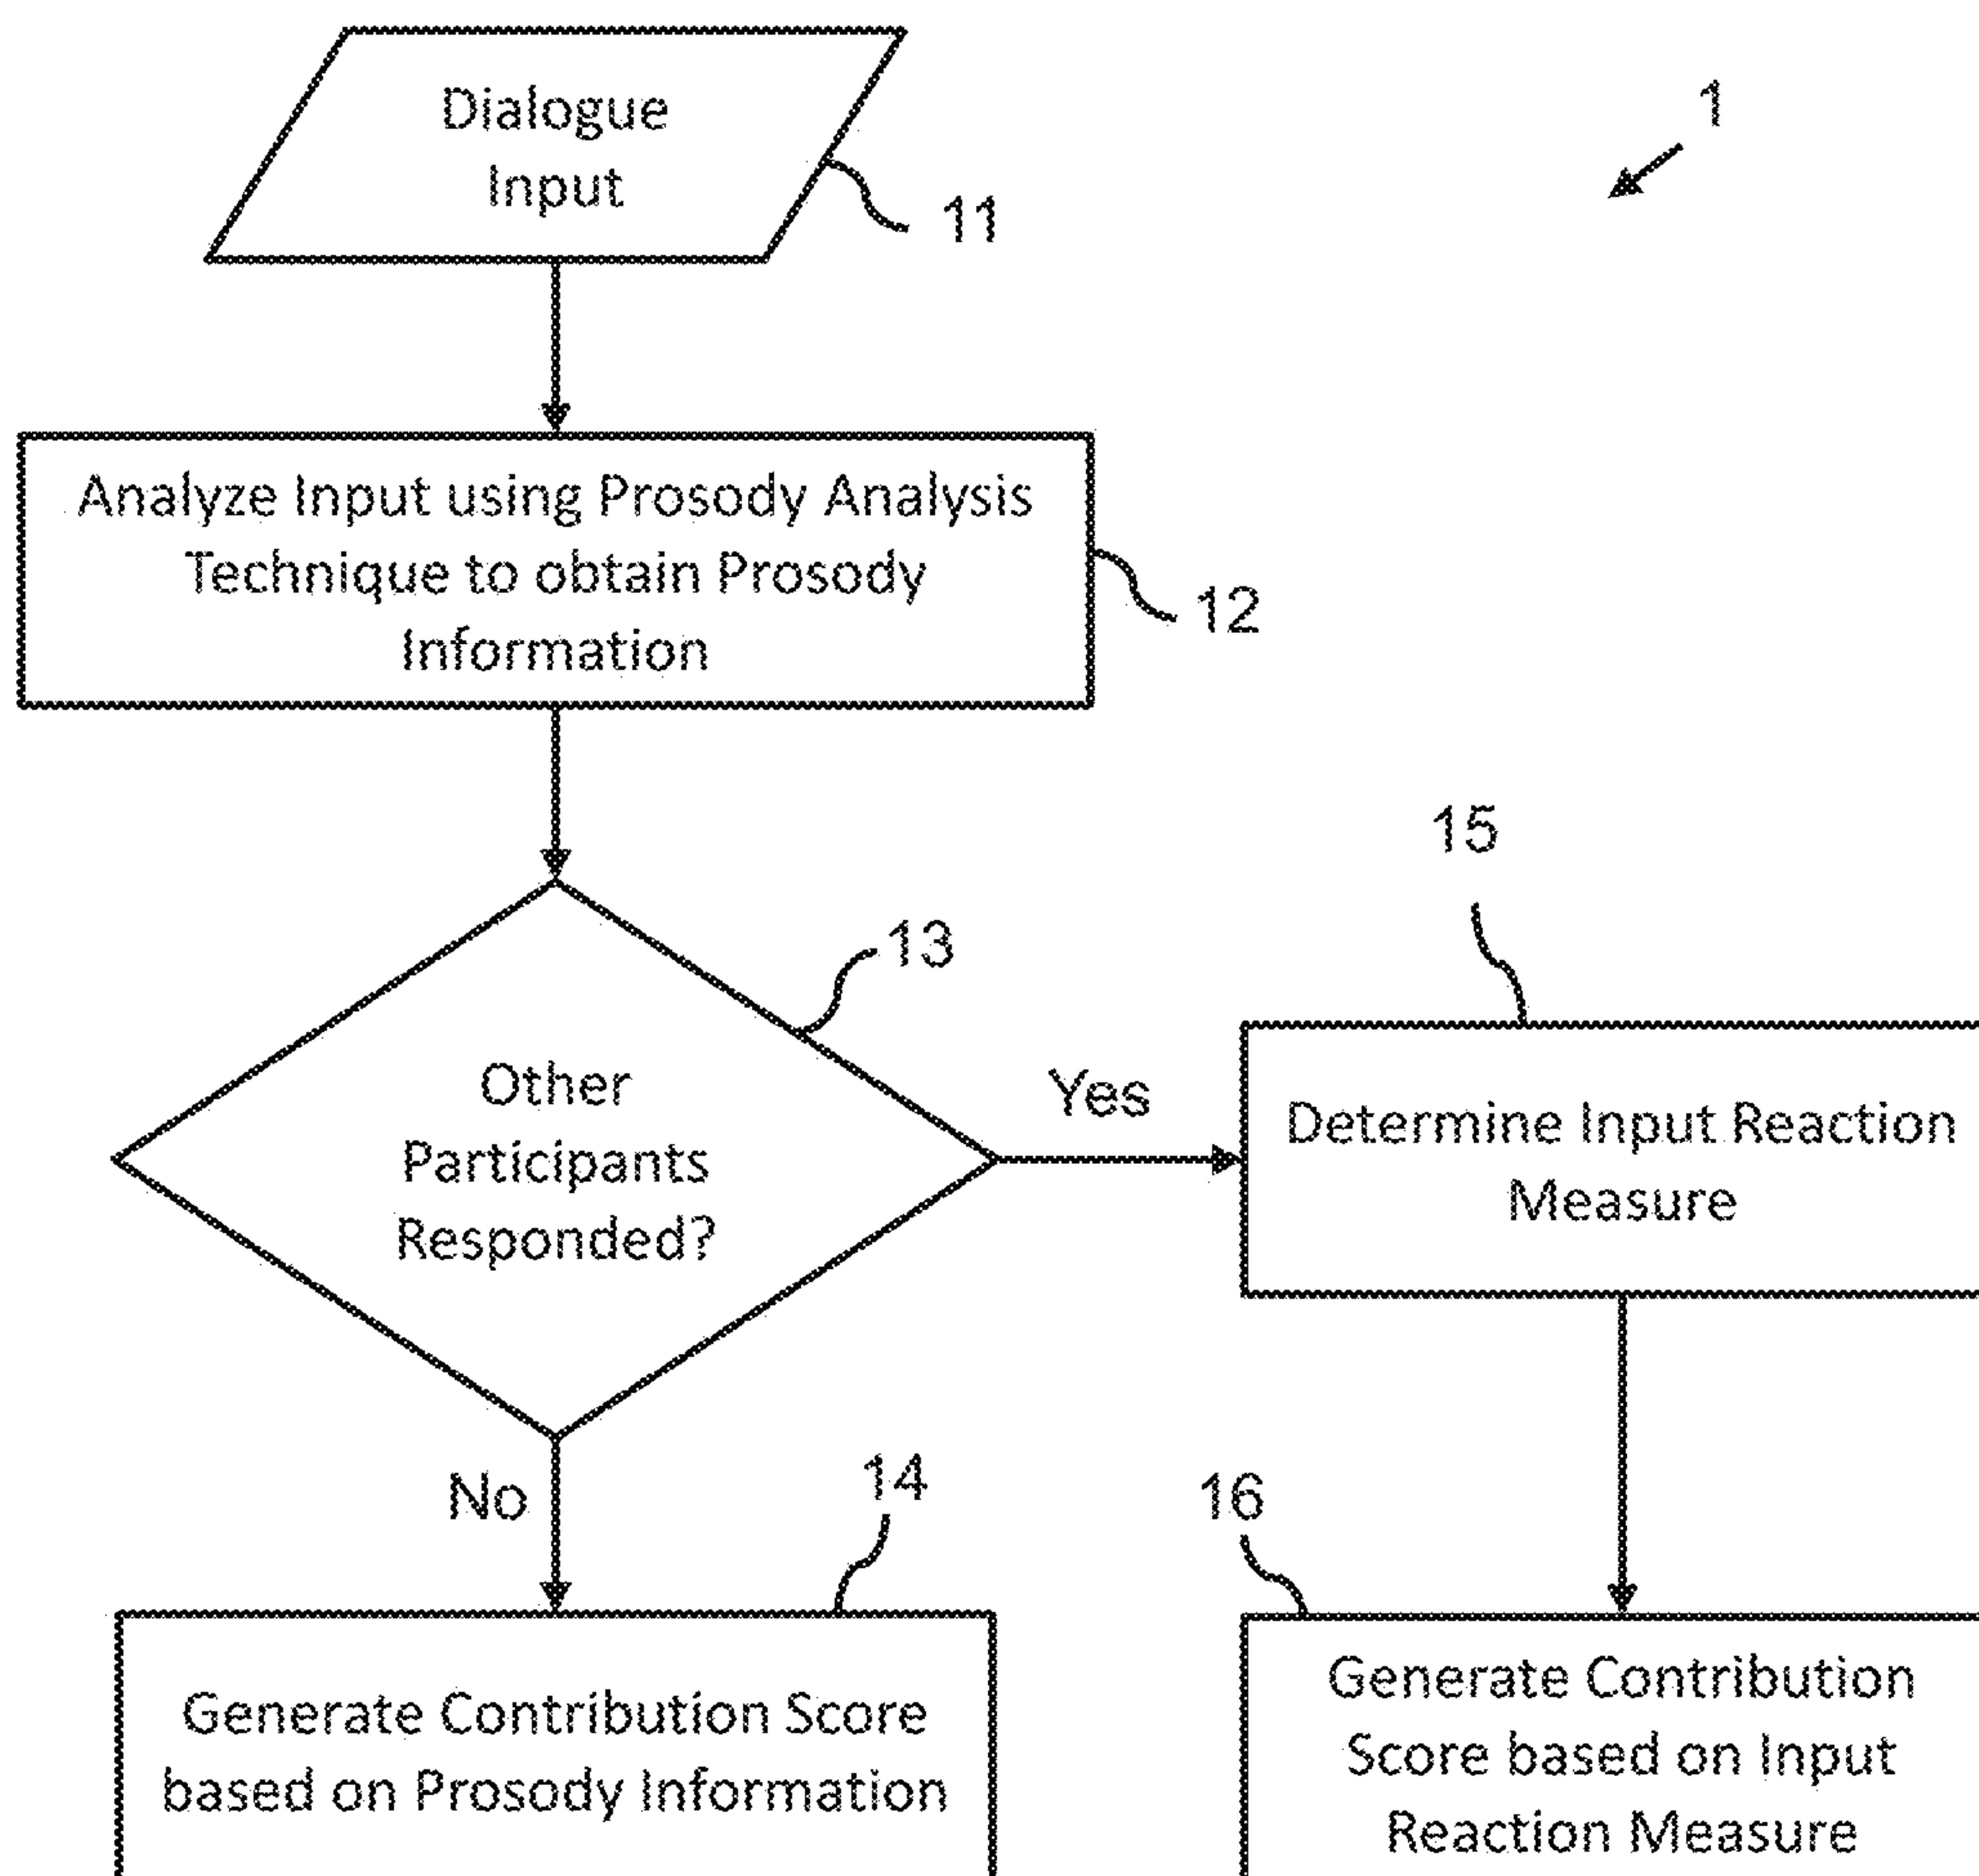 Dialogue
Input
1
11
Analyze Input using Prosody Analysis
Technique to obtain Prosody
Information
12
13
Other
Participants
Responded?
Yes
15
Determine Input Reaction
Measure
No
14
Generate Contribution Score
based on Prosody Information
16
Generate Contribution
Score based on Input
Reaction Measure